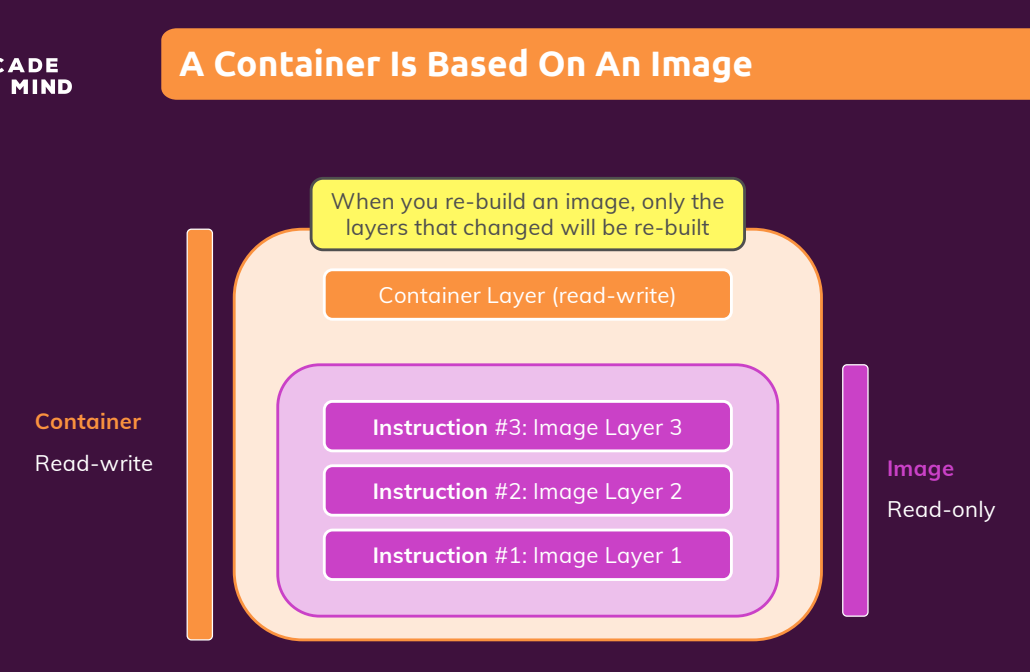 MIND
A Container Is Based On An Image
When you re-build an image, only the
layers that changed will be re-built
Container Layer (read-write)
Container
Read-write
Instruction #3: Image Layer 3
Instruction #2: Image Layer 2
Instruction #1: Image Layer 1
Image
Read-only